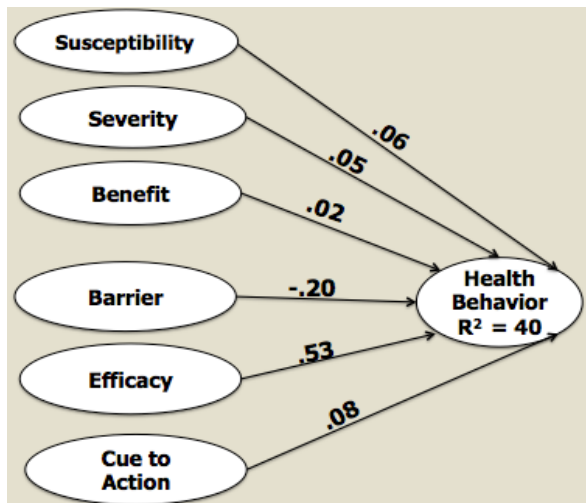 Susceptibility
.06
Severity
.05
Benefit
.02
Barrier
-.20
Efficacy
.53
Cue to
Action
.08
Health
Behavior
R² = 40